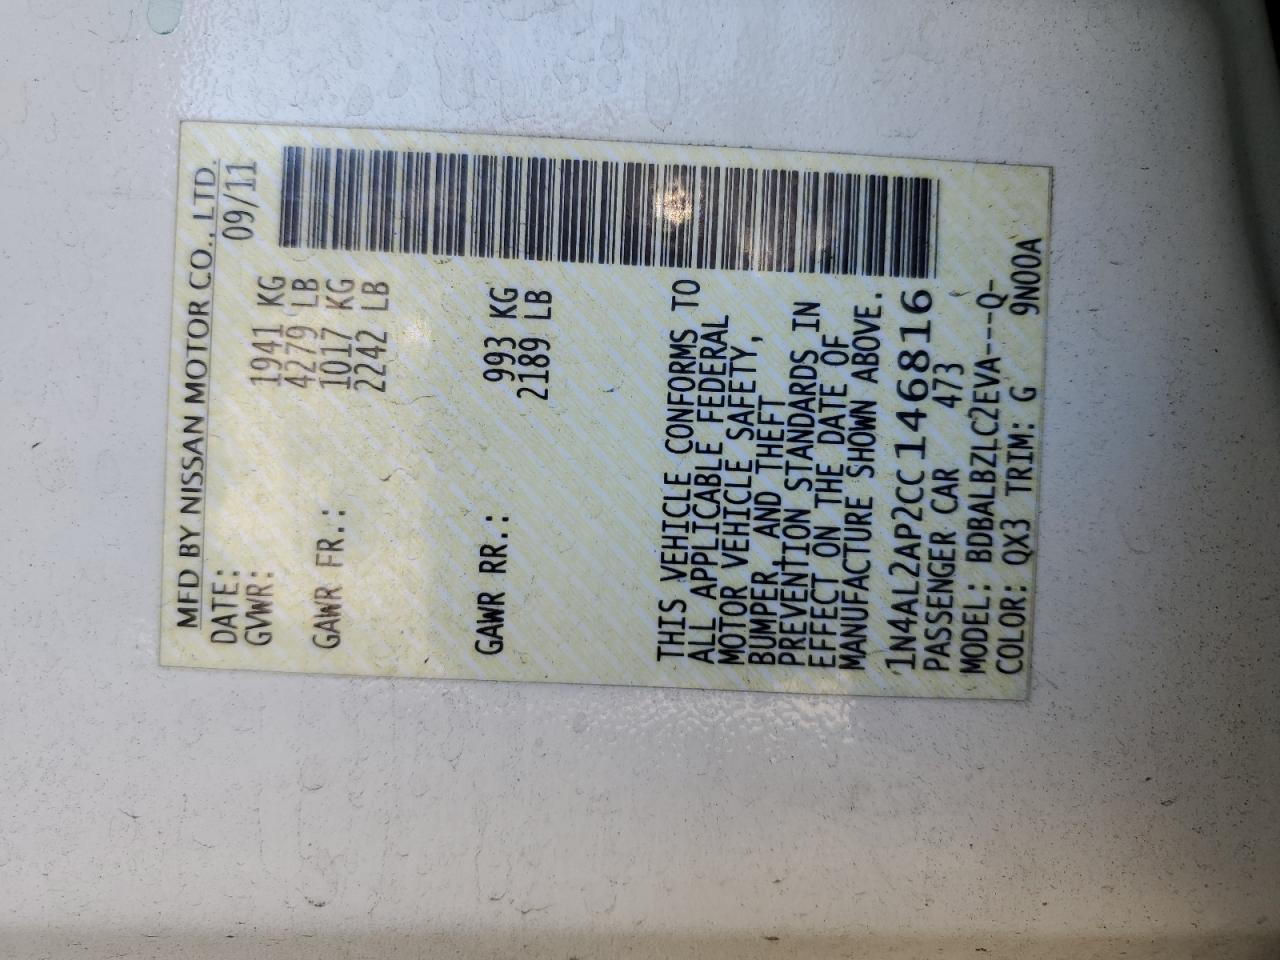 MFD BY NISSAN MOTOR CO., LTD.
DATE: 09/11
GVWR: 1941 KG
4279 LB
GAWR FR.: 1017 KG
2242 LB
GAWR RR.: 993 KG
2189 LB
THIS VEHICLE CONFORMS TO
ALL APPLICABLE FEDERAL
MOTOR VEHICLE SAFETY,
BUMPER, AND THEFT
PREVENTION STANDARDS IN
EFFECT ON THE DATE OF
MANUFACTURE SHOWN ABOVE.
1N4AL2AP2CC146816
PASSENGER CAR 473
MODEL: BDBALBZLC2EVA---Q-
COLOR: QX3 TRIM: G 9N00A